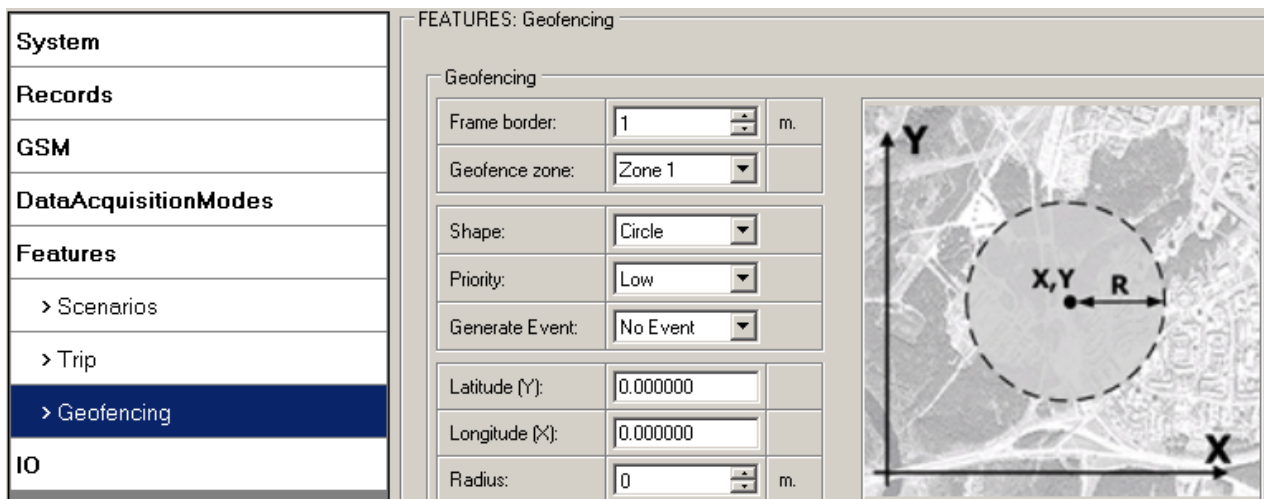 System
Records
GSM
DataAcquisitionModes
Features
> Scenarios
> Trip
> Geofencing
IO
FEATURES: Geofencing
Geofencing
Frame border: 1 m.
Geofence zone: Zone 1
Shape: Circle
Priority: Low
Generate Event: No Event
Latitude (Y): 0.000000
Longitude (X): 0.000000
Radius: 0 m.
Y
X,Y R
X